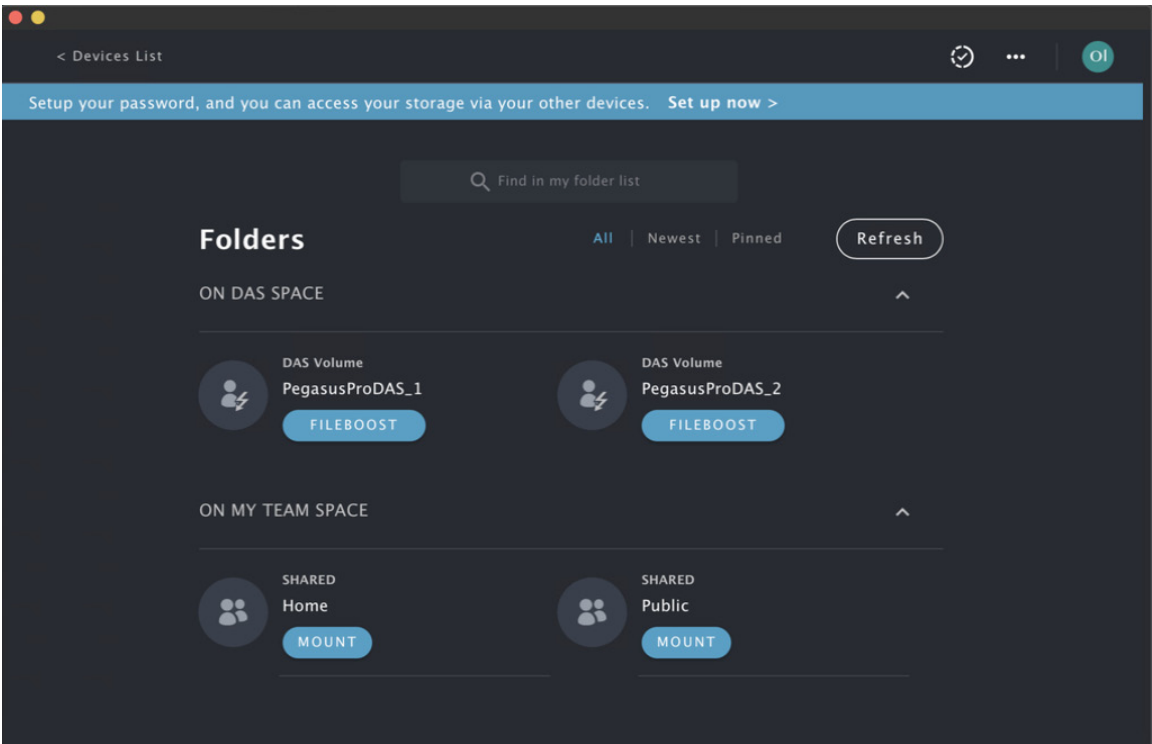 < Devices List
Ol
Setup your password, and you can access your storage via your other devices. Set up now >
Find in my folder list
Folders
All | Newest | Pinned
Refresh
ON DAS SPACE
DAS Volume
PegasusProDAS_1
FILEBOOST
DAS Volume
PegasusProDAS_2
FILEBOOST
ON MY TEAM SPACE
SHARED
Home
MOUNT
SHARED
Public
MOUNT